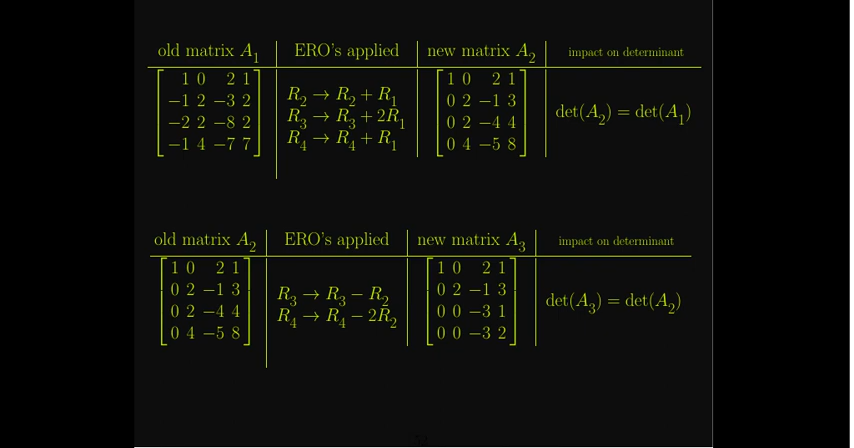 old matrix A₁ ERO's applied new matrix A₂ impact on determinant
1 0 2 1 1 0 2 1
−1 2 −3 2 R₂ → R₂ + R₁ 0 2 −1 3
−2 2 −8 2 R₃ → R₃ + 2R₁ 0 2 −4 4 det(A₂) = det(A₁)
−1 4 −7 7 R₄ → R₄ + R₁ 0 4 −5 8
old matrix A₂ ERO's applied new matrix A₃ impact on determinant
1 0 2 1 1 0 2 1
0 2 −1 3 R₃ → R₃ − R₂ 0 2 −1 3
0 2 −4 4 R₄ → R₄ − 2R₂ 0 0 −3 1 det(A₃) = det(A₂)
0 4 −5 8 0 0 −3 2